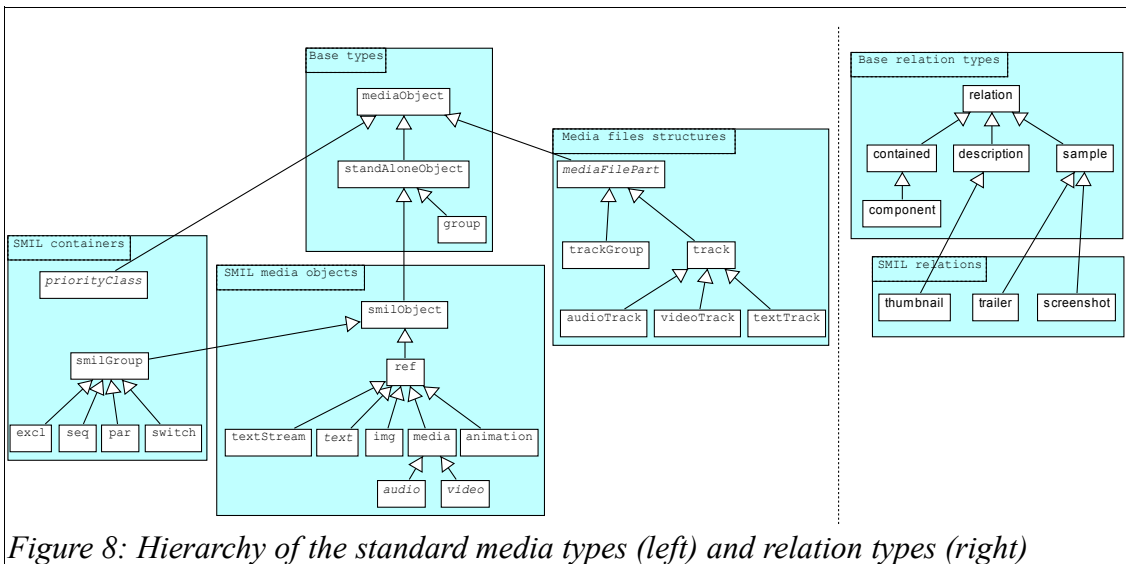 Base types
mediaObject
standAloneObject
group
Media files structures
mediaFilePart
trackGroup
track
audioTrack
videoTrack
textTrack
SMIL containers
priorityClass
smilGroup
excl
seq
par
switch
SMIL media objects
smilObject
ref
textStream
text
img
media
animation
audio
video
Base relation types
relation
contained
description
sample
component
SMIL relations
thumbnail
trailer
screenshot
Figure 8: Hierarchy of the standard media types (left) and relation types (right)